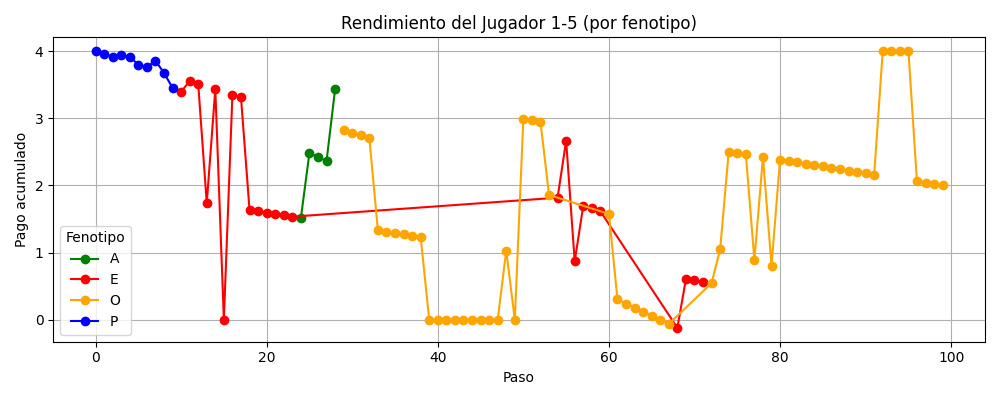 Rendimiento del Jugador 1-5 (por fenotipo)
Pago acumulado
4
3
2
1
0
Fenotipo
A
E
O
P
0 20 40 60 80 100
Paso